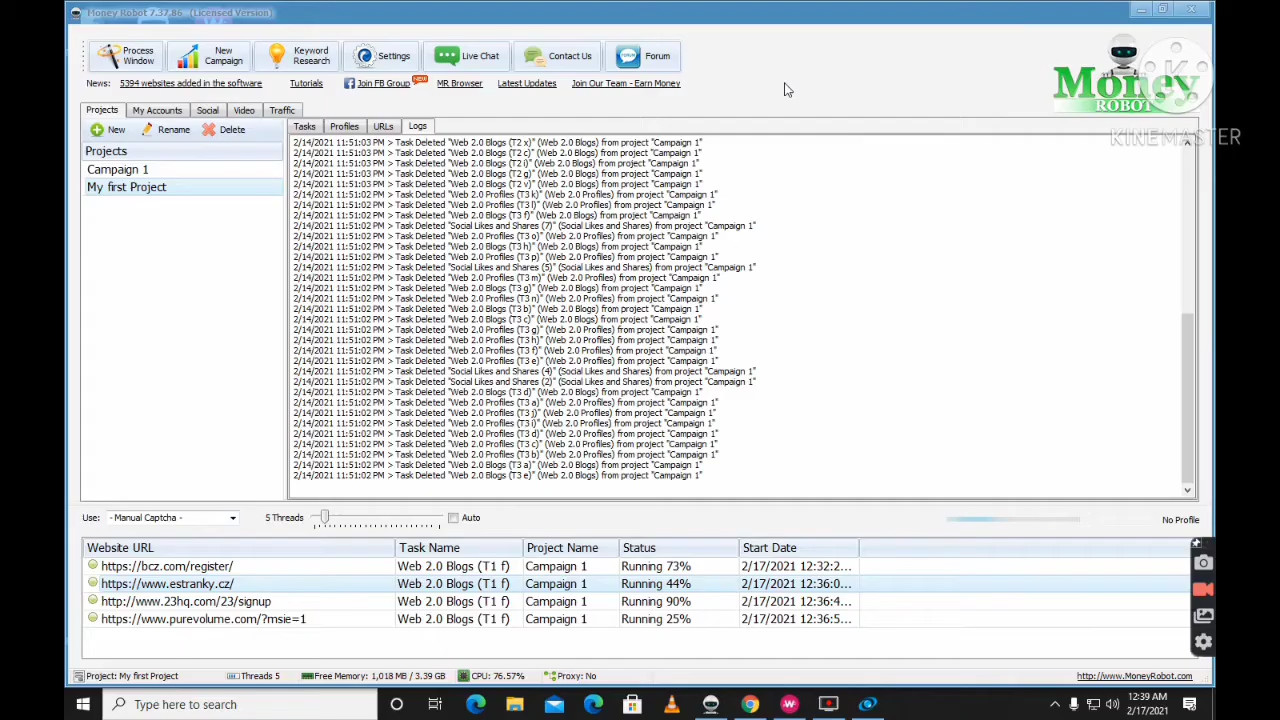 Money Robot 7.37.86 (Licensed Version)
Process Window
New Campaign
Keyword Research
Settings
Live Chat
Contact Us
Forum
Money
ROBOT
KINEMASTER
News: 5394 websites added in the software Tutorials Join FB Group NEW MR Browser Latest Updates Join Our Team - Earn Money
Projects My Accounts Social Video Traffic
New Rename Delete
Tasks Profiles URLs Logs
Projects
Campaign 1
My first Project
2/14/2021 11:51:03 PM > Task Deleted "Web 2.0 Blogs (T2 x)" (Web 2.0 Blogs) from project "Campaign 1"
2/14/2021 11:51:03 PM > Task Deleted "Web 2.0 Blogs (T2 c)" (Web 2.0 Blogs) from project "Campaign 1"
2/14/2021 11:51:03 PM > Task Deleted "Web 2.0 Blogs (T2 i)" (Web 2.0 Blogs) from project "Campaign 1"
2/14/2021 11:51:03 PM > Task Deleted "Web 2.0 Blogs (T2 g)" (Web 2.0 Blogs) from project "Campaign 1"
2/14/2021 11:51:03 PM > Task Deleted "Web 2.0 Blogs (T2 v)" (Web 2.0 Blogs) from project "Campaign 1"
2/14/2021 11:51:02 PM > Task Deleted "Web 2.0 Profiles (T3 k)" (Web 2.0 Profiles) from project "Campaign 1"
2/14/2021 11:51:02 PM > Task Deleted "Web 2.0 Profiles (T3 l)" (Web 2.0 Profiles) from project "Campaign 1"
2/14/2021 11:51:02 PM > Task Deleted "Web 2.0 Blogs (T3 f)" (Web 2.0 Blogs) from project "Campaign 1"
2/14/2021 11:51:02 PM > Task Deleted "Social Likes and Shares (7)" (Social Likes and Shares) from project "Campaign 1"
2/14/2021 11:51:02 PM > Task Deleted "Web 2.0 Profiles (T3 o)" (Web 2.0 Profiles) from project "Campaign 1"
2/14/2021 11:51:02 PM > Task Deleted "Web 2.0 Blogs (T3 h)" (Web 2.0 Blogs) from project "Campaign 1"
2/14/2021 11:51:02 PM > Task Deleted "Web 2.0 Profiles (T3 p)" (Web 2.0 Profiles) from project "Campaign 1"
2/14/2021 11:51:02 PM > Task Deleted "Social Likes and Shares (5)" (Social Likes and Shares) from project "Campaign 1"
2/14/2021 11:51:02 PM > Task Deleted "Web 2.0 Profiles (T3 m)" (Web 2.0 Profiles) from project "Campaign 1"
2/14/2021 11:51:02 PM > Task Deleted "Web 2.0 Blogs (T3 g)" (Web 2.0 Blogs) from project "Campaign 1"
2/14/2021 11:51:02 PM > Task Deleted "Web 2.0 Profiles (T3 n)" (Web 2.0 Profiles) from project "Campaign 1"
2/14/2021 11:51:02 PM > Task Deleted "Web 2.0 Blogs (T3 b)" (Web 2.0 Blogs) from project "Campaign 1"
2/14/2021 11:51:02 PM > Task Deleted "Web 2.0 Blogs (T3 c)" (Web 2.0 Blogs) from project "Campaign 1"
2/14/2021 11:51:02 PM > Task Deleted "Web 2.0 Profiles (T3 g)" (Web 2.0 Profiles) from project "Campaign 1"
2/14/2021 11:51:02 PM > Task Deleted "Web 2.0 Profiles (T3 h)" (Web 2.0 Profiles) from project "Campaign 1"
2/14/2021 11:51:02 PM > Task Deleted "Web 2.0 Profiles (T3 f)" (Web 2.0 Profiles) from project "Campaign 1"
2/14/2021 11:51:02 PM > Task Deleted "Web 2.0 Profiles (T3 e)" (Web 2.0 Profiles) from project "Campaign 1"
2/14/2021 11:51:02 PM > Task Deleted "Social Likes and Shares (4)" (Social Likes and Shares) from project "Campaign 1"
2/14/2021 11:51:02 PM > Task Deleted "Social Likes and Shares (2)" (Social Likes and Shares) from project "Campaign 1"
2/14/2021 11:51:02 PM > Task Deleted "Web 2.0 Blogs (T3 d)" (Web 2.0 Blogs) from project "Campaign 1"
2/14/2021 11:51:02 PM > Task Deleted "Web 2.0 Profiles (T3 a)" (Web 2.0 Profiles) from project "Campaign 1"
2/14/2021 11:51:02 PM > Task Deleted "Web 2.0 Profiles (T3 j)" (Web 2.0 Profiles) from project "Campaign 1"
2/14/2021 11:51:02 PM > Task Deleted "Web 2.0 Profiles (T3 i)" (Web 2.0 Profiles) from project "Campaign 1"
2/14/2021 11:51:02 PM > Task Deleted "Web 2.0 Profiles (T3 d)" (Web 2.0 Profiles) from project "Campaign 1"
2/14/2021 11:51:02 PM > Task Deleted "Web 2.0 Profiles (T3 c)" (Web 2.0 Profiles) from project "Campaign 1"
2/14/2021 11:51:02 PM > Task Deleted "Web 2.0 Profiles (T3 b)" (Web 2.0 Profiles) from project "Campaign 1"
2/14/2021 11:51:02 PM > Task Deleted "Web 2.0 Blogs (T3 a)" (Web 2.0 Blogs) from project "Campaign 1"
2/14/2021 11:51:02 PM > Task Deleted "Web 2.0 Blogs (T3 e)" (Web 2.0 Blogs) from project "Campaign 1"
Use: - Manual Captcha - 5 Threads Auto No Profile
Website URL Task Name Project Name Status Start Date
https://bcz.com/register/ Web 2.0 Blogs (T1 f) Campaign 1 Running 73% 2/17/2021 12:32:2...
https://www.estranky.cz/ Web 2.0 Blogs (T1 f) Campaign 1 Running 44% 2/17/2021 12:36:0...
http://www.23hq.com/23/signup Web 2.0 Blogs (T1 f) Campaign 1 Running 90% 2/17/2021 12:36:4...
https://www.purevolume.com/?msie=1 Web 2.0 Blogs (T1 f) Campaign 1 Running 25% 2/17/2021 12:36:5...
Project: My first Project Threads 5 Free Memory: 1,018 MB / 3.39 GB CPU: 76.57% Proxy: No http://www.MoneyRobot.com
Type here to search
12:39 AM
2/17/2021